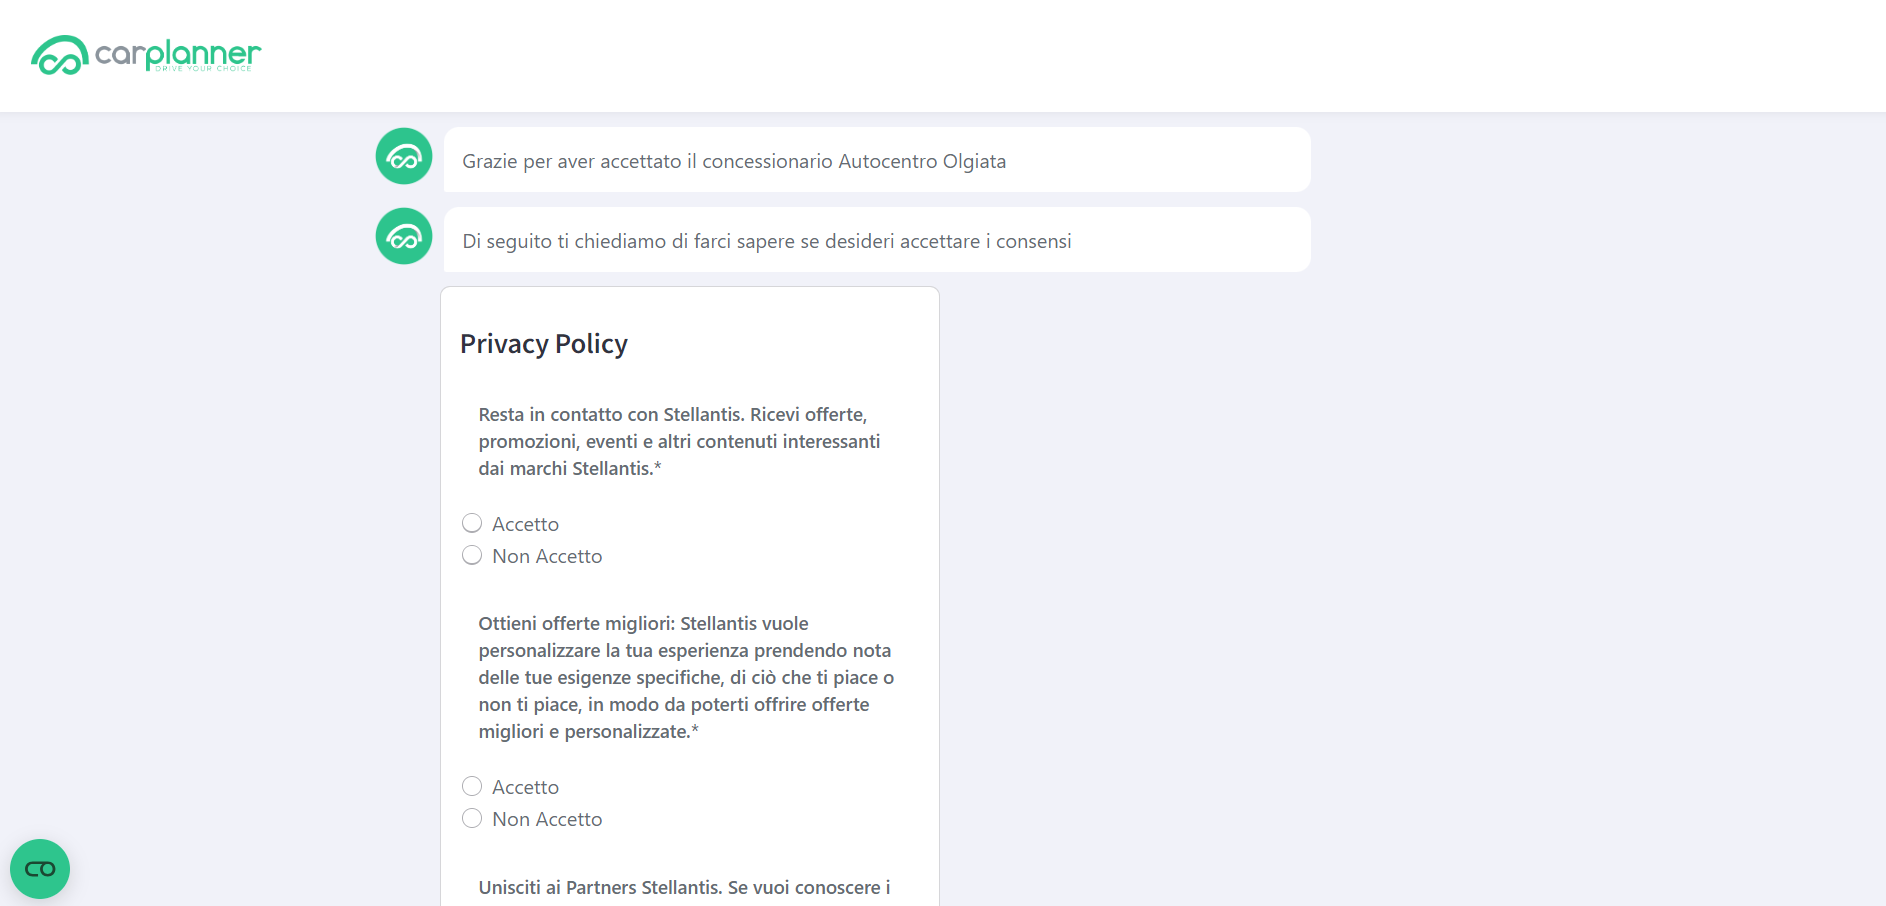 carplanner
DRIVE YOUR CHOICE
Grazie per aver accettato il concessionario Autocentro Olgiata
Di seguito ti chiediamo di farci sapere se desideri accettare i consensi
Privacy Policy
Resta in contatto con Stellantis. Ricevi offerte,
promozioni, eventi e altri contenuti interessanti
dai marchi Stellantis.*
Accetto
Non Accetto
Ottieni offerte migliori: Stellantis vuole
personalizzare la tua esperienza prendendo nota
delle tue esigenze specifiche, di ciò che ti piace o
non ti piace, in modo da poterti offrire offerte
migliori e personalizzate.*
Accetto
Non Accetto
Unisciti ai Partners Stellantis. Se vuoi conoscere i